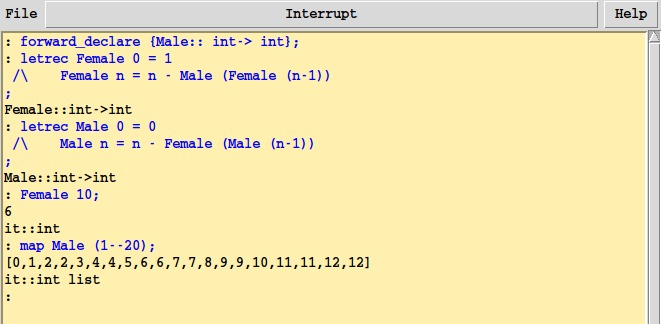 File Interrupt Help
: forward_declare {Male:: int-> int};
: letrec Female 0 = 1
 /\    Female n = n - Male (Female (n-1))
;
Female::int->int
: letrec Male 0 = 0
 /\    Male n = n - Female (Male (n-1))
;
Male::int->int
: Female 10;
6
it::int
: map Male (1--20);
[0,1,2,2,3,4,4,5,6,6,7,7,8,9,9,10,11,11,12,12]
it::int list
: